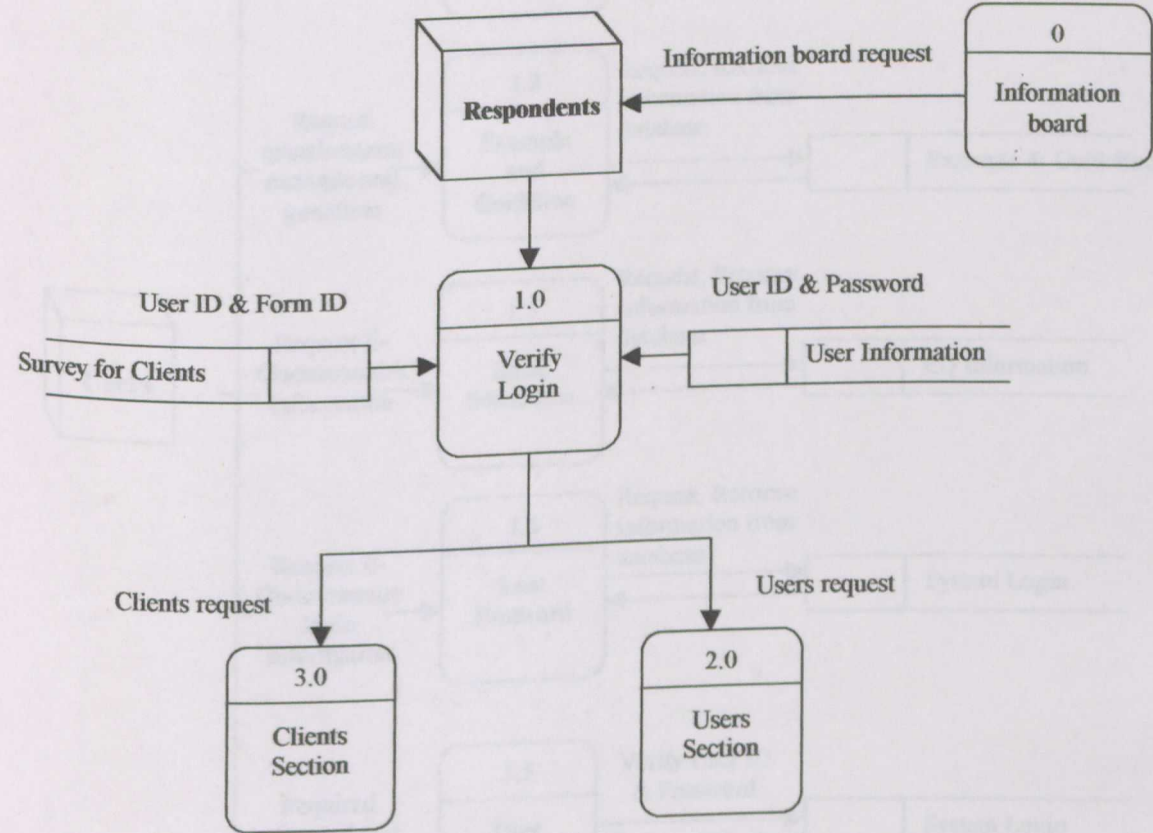 0
Information board request
Information
board
Respondents
User ID & Form ID
1.0
User ID & Password
Survey for Clients
Verify
Login
User Information
Clients request
Users request
3.0
2.0
Clients
Section
Users
Section